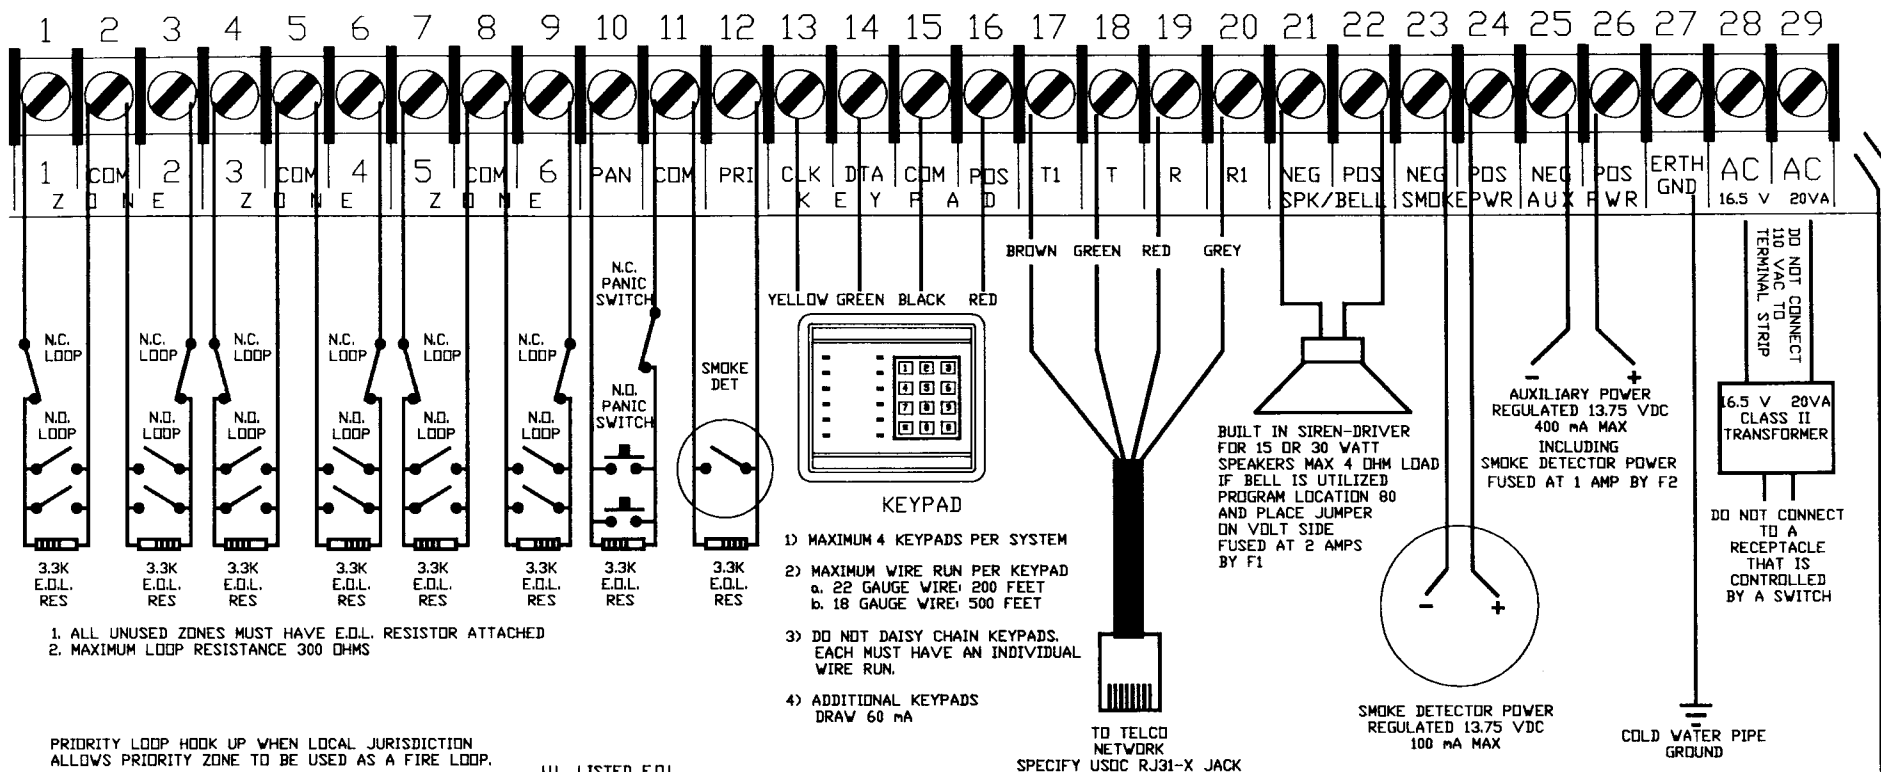 1 2 3 4 5 6 7 8 9 10 11 12 13 14 15 16 17 18 19 20 21 22 23 24 25 26 27 28 29
1 COM 2 3 COM 4 5 COM 6 PAN COM PRI CLK DTA COM POS T1 T R R1 NEG POS NEG POS NEG POS ERTH GND AC AC
ZONE ZONE ZONE KEYPAD SPK/BELL SMOKEPWR AUX PWR 16.5 V 20VA
BROWN GREEN RED GREY
YELLOW GREEN BLACK RED
N.C.
PANIC
SWITCH
N.C.
LOOP
N.C.
LOOP
N.C.
LOOP
N.C.
LOOP
N.C.
LOOP
N.C.
LOOP
N.O.
LOOP
N.O.
LOOP
N.O.
LOOP
N.O.
LOOP
N.O.
LOOP
N.O.
LOOP
N.O.
PANIC
SWITCH
SMOKE
DET
3.3K
E.O.L.
RES
3.3K
E.O.L.
RES
3.3K
E.O.L.
RES
3.3K
E.O.L.
RES
3.3K
E.O.L.
RES
3.3K
E.O.L.
RES
3.3K
E.O.L.
RES
3.3K
E.O.L.
RES
1. ALL UNUSED ZONES MUST HAVE E.O.L. RESISTOR ATTACHED
2. MAXIMUM LOOP RESISTANCE 300 OHMS
PRIORITY LOOP HOOK UP WHEN LOCAL JURISDICTION
ALLOWS PRIORITY ZONE TO BE USED AS A FIRE LOOP.
UL LISTED E.O.L.
1 2 3
4 5 6
7 8 9
0
KEYPAD
1) MAXIMUM 4 KEYPADS PER SYSTEM
2) MAXIMUM WIRE RUN PER KEYPAD
a. 22 GAUGE WIRE: 200 FEET
b. 18 GAUGE WIRE: 500 FEET
3) DO NOT DAISY CHAIN KEYPADS.
EACH MUST HAVE AN INDIVIDUAL
WIRE RUN.
4) ADDITIONAL KEYPADS
DRAW 60 mA
TO TELCO
NETWORK
SPECIFY USOC RJ31-X JACK
BUILT IN SIREN-DRIVER
FOR 15 OR 30 WATT
SPEAKERS MAX 4 OHM LOAD
IF BELL IS UTILIZED
PROGRAM LOCATION 80
AND PLACE JUMPER
ON VOLT SIDE
FUSED AT 2 AMPS
BY F1
- +
AUXILIARY POWER
REGULATED 13.75 VDC
400 mA MAX
INCLUDING
SMOKE DETECTOR POWER
FUSED AT 1 AMP BY F2
- +
SMOKE DETECTOR POWER
REGULATED 13.75 VDC
100 mA MAX
COLD WATER PIPE
GROUND
DO NOT CONNECT
110 VAC TO
TERMINAL STRIP
16.5 V 20VA
CLASS II
TRANSFORMER
DO NOT CONNECT
TO A
RECEPTACLE
THAT IS
CONTROLLED
BY A SWITCH